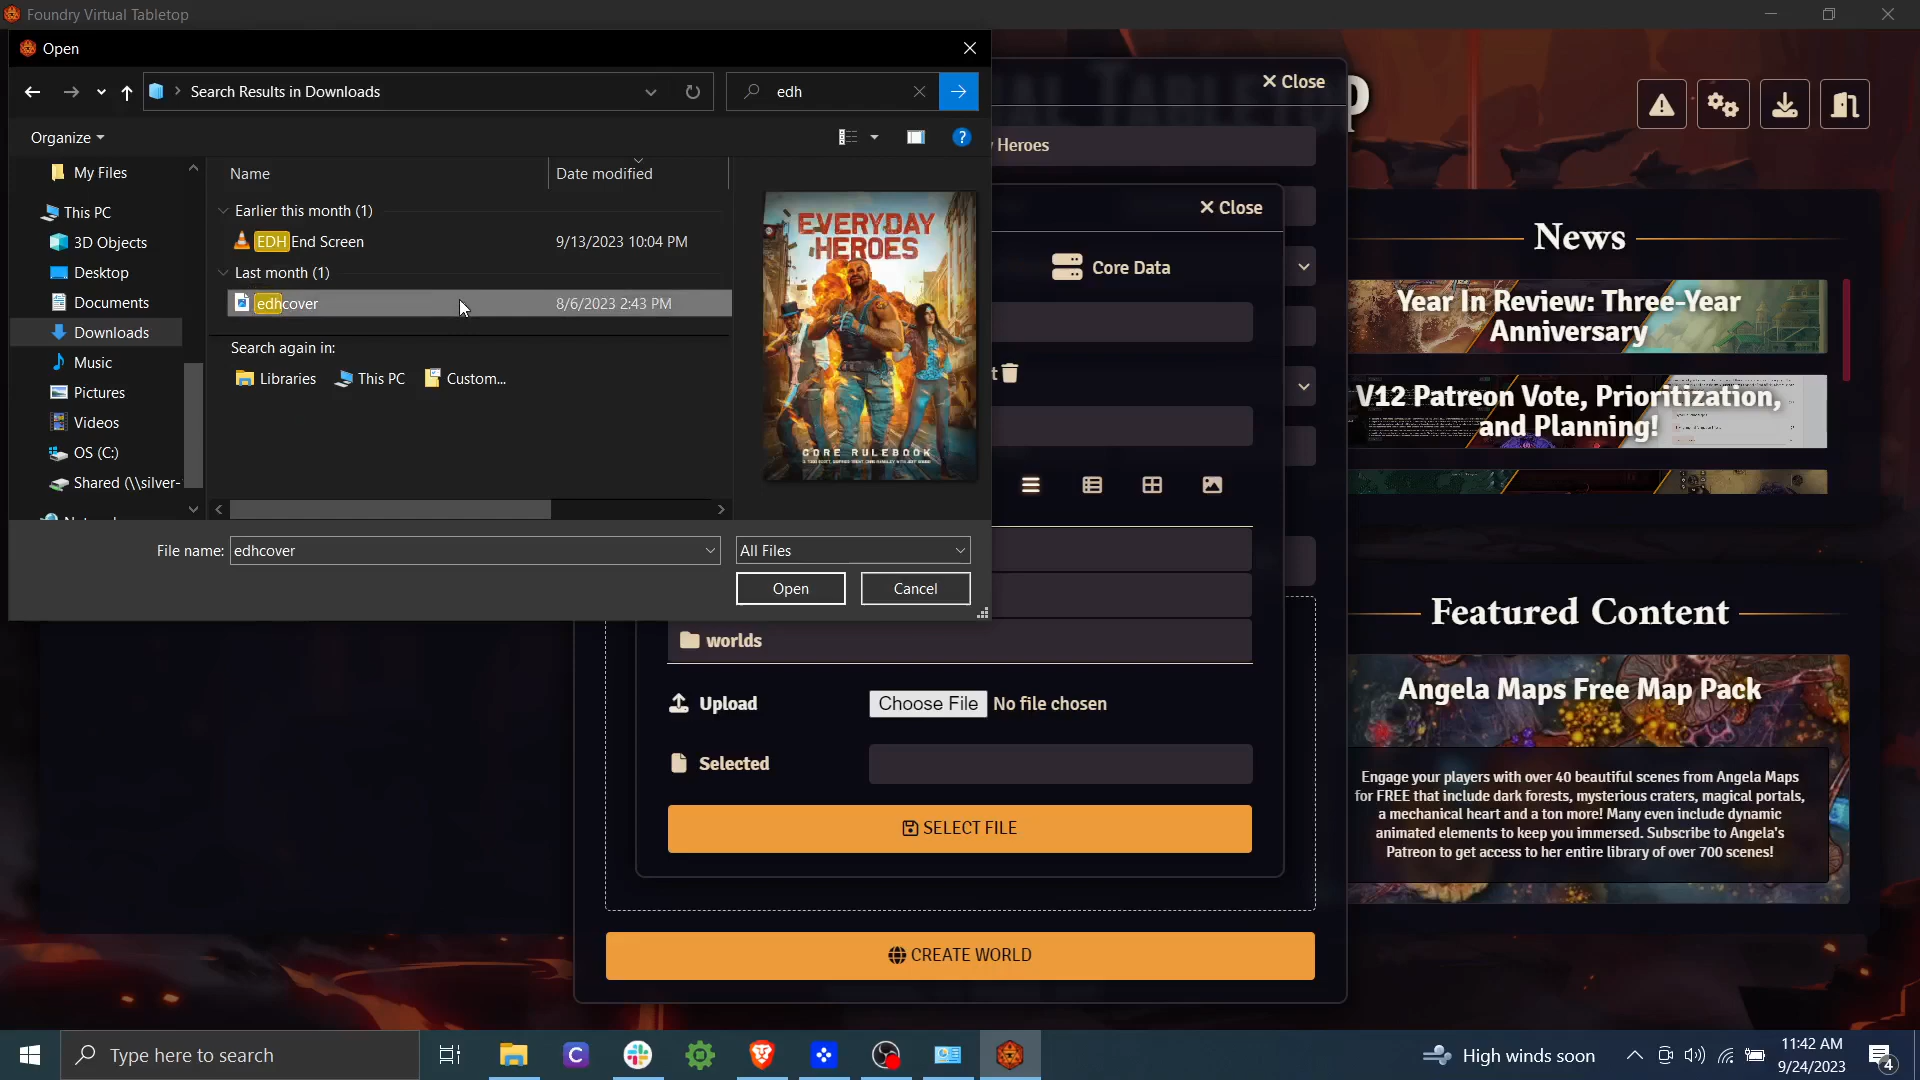 Foundry Virtual Tabletop
Open
Search Results in Downloads
edh
Organize
My Files
This PC
3D Objects
Desktop
Documents
Downloads
Music
Pictures
Videos
OS (C:)
Shared (\\silver-
Name
Date modified
Earlier this month (1)
EDH End Screen
9/13/2023 10:04 PM
Last month (1)
edhcover
8/6/2023 2:43 PM
Search again in:
Libraries
This PC
Custom...
EVERYDAY
HEROES
CORE RULEBOOK
File name:
edhcover
All Files
Open
Cancel
Close
Heroes
Close
Core Data
worlds
Upload
Choose File
No file chosen
Selected
SELECT FILE
CREATE WORLD
News
Year In Review: Three-Year
Anniversary
V12 Patreon Vote, Prioritization,
and Planning!
Featured Content
Angela Maps Free Map Pack
Engage your players with over 40 beautiful scenes from Angela Maps
for FREE that include dark forests, mysterious craters, magical portals,
a mechanical heart and a ton more! Many even include dynamic
animated elements to keep you immersed. Subscribe to Angela's
Patreon to get access to her entire library of over 700 scenes!
Type here to search
High winds soon
11:42 AM
9/24/2023
4